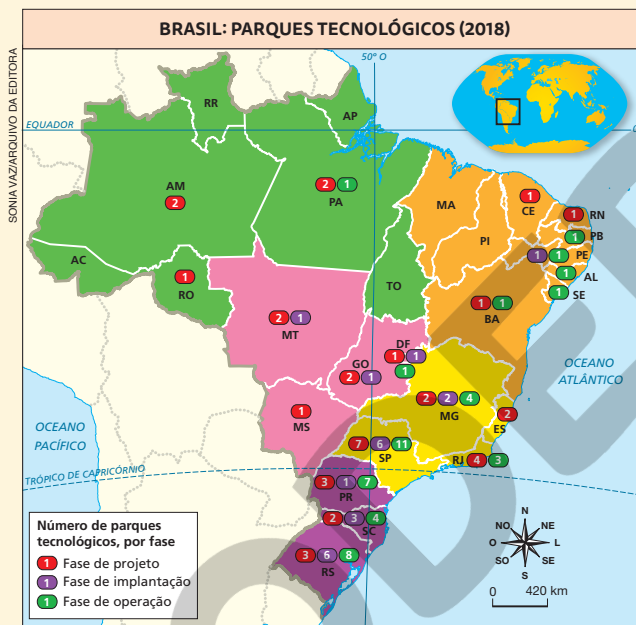 BRASIL: PARQUES TECNOLÓGICOS (2018)
SONIA VAZ/ARQUIVO DA EDITORA
50° O
EQUADOR
0°
RR
AP
AM
2
2 1
PA
MA
1
CE
1 RN
1 PB
PI
1 1 PE
1 AL
1 SE
AC
1
RO
TO
1 1
BA
2 1
MT
DF
1 1
1
GO
2 1
1
MS
2 2 4
MG
2
ES
7 6 11
SP
RJ 4 3
3 1 7
PR
2 3 4
SC
3 6 8
RS
OCEANO
PACÍFICO
OCEANO
ATLÂNTICO
TRÓPICO DE CAPRICÓRNIO
Número de parques
tecnológicos, por fase
1 Fase de projeto
1 Fase de implantação
1 Fase de operação
N
NO NE
O L
SO SE
S
0 420 km